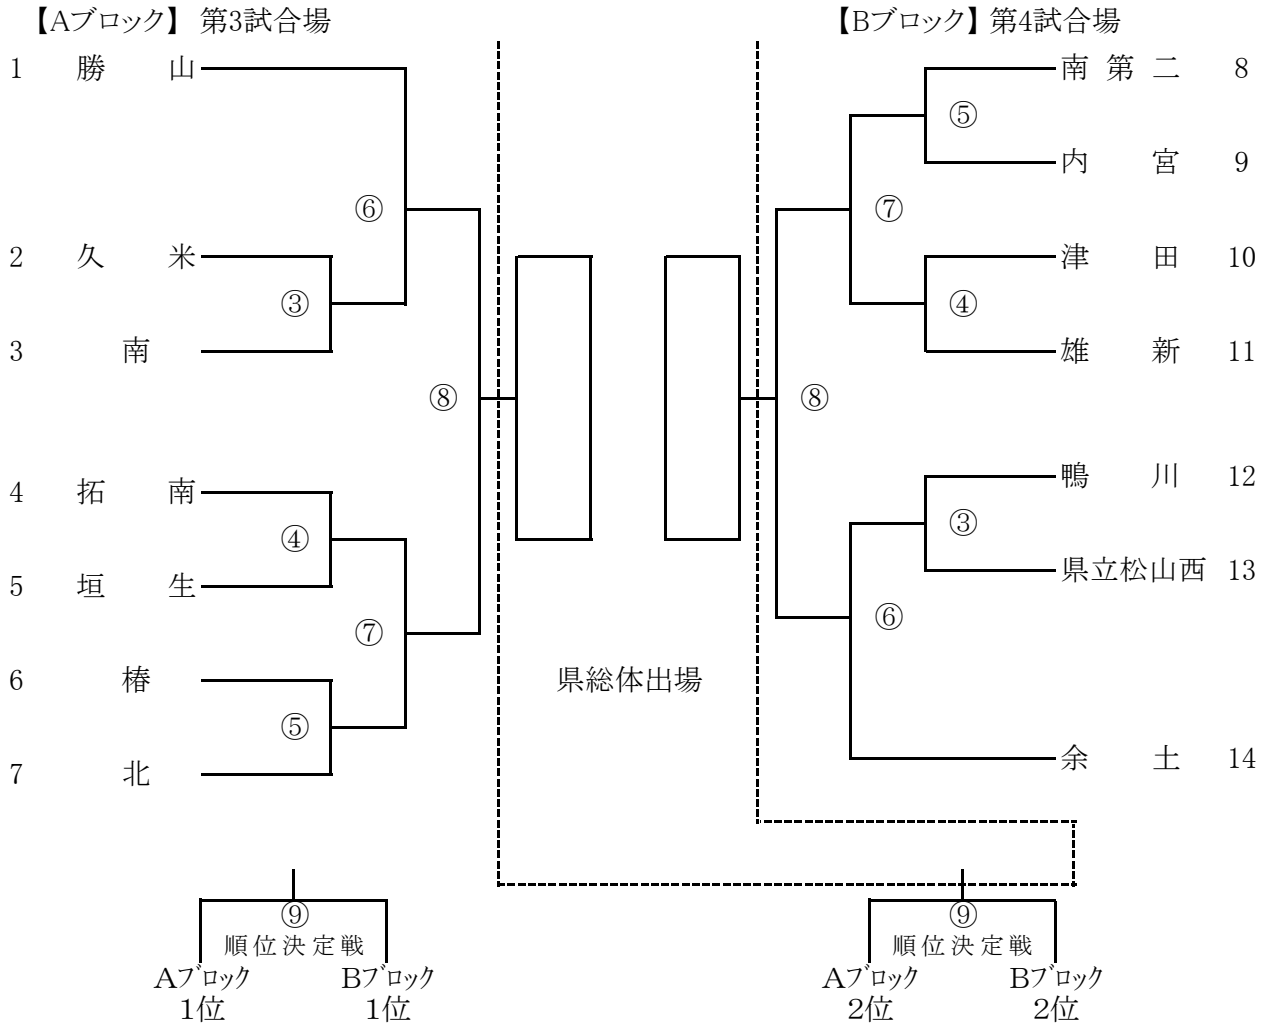 【Aブロック】 第3試合場
1 勝 山
⑥
2 久 米
③
3 南
⑧
4 拓 南
④
5 垣 生
⑦
6 椿
⑤
7 北
【Bブロック】 第4試合場
南 第 二 8
⑤
内 宮 9
⑦
津 田 10
④
雄 新 11
⑧
鴨 川 12
③
県立松山西 13
⑥
余 土 14
県総体出場
⑨
順位決定戦
Aブロック Bブロック
1位 1位
⑨
順位決定戦
Aブロック Bブロック
2位 2位